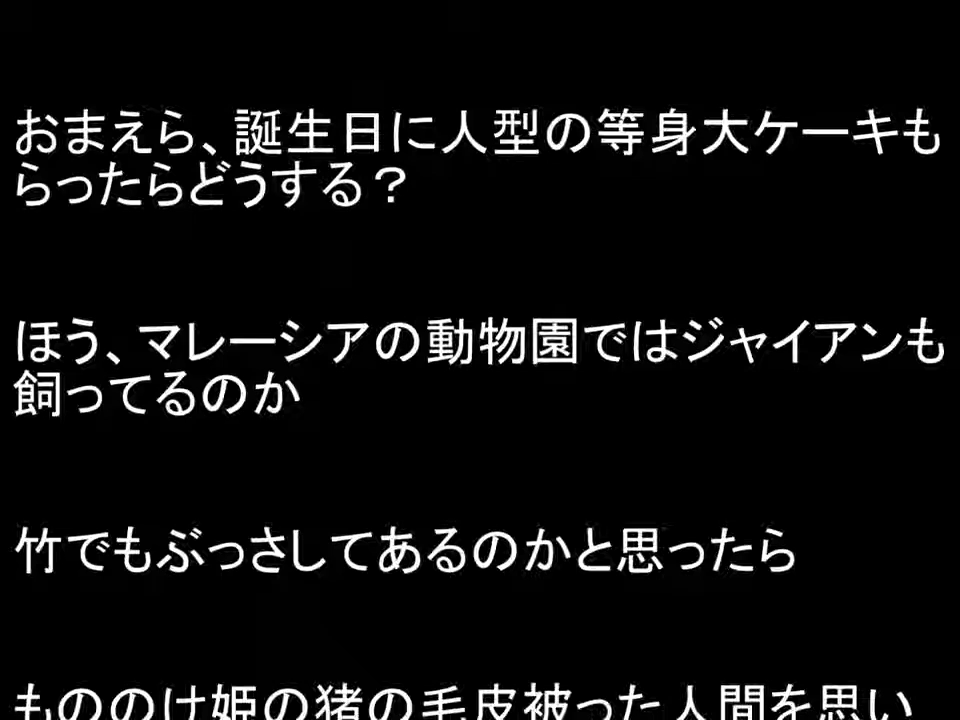 おまえら、誕生日に人型の等身大ケーキも
らったらどうする？
ほう、マレーシアの動物園ではジャイアンも
飼ってるのか
竹でもぶっさしてあるのかと思ったら
もののけ姫の猪の毛皮被った人間を思い